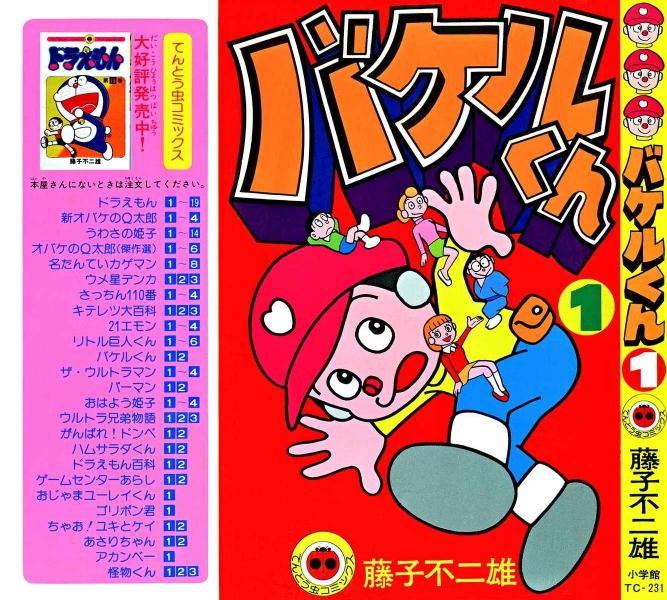 てんとう虫コミックス
大好評発売中!
だいこうひょうはつばいちゅう
ドラえもん
藤子不二雄
本屋さんにないときは注文してください。
ドラえもん 1~19
新オバケのQ太郎 1~4
うわさの姫子 1~14
オバケのQ太郎(傑作選) 1~6
名たんていカゲマン 1~8
ウメ星デンカ 1 2 3
さっちん110番 1~4
キテレツ大百科 1 2 3
21エモン 1~4
リトル巨人くん 1~6
バケルくん 1 2
ザ・ウルトラマン 1~4
パーマン 1 2
おはよう姫子 1~4
ウルトラ兄弟物語 1 2 3
がんばれ!ドンベ 1 2
ハムサラダくん 1 2
ドラえもん百科 1 2
ゲームセンターあらし 1 2
おじゃまユーレイくん 1
ゴリポン君 1
ちゃお!ユキとケイ 1 2
あさりちゃん 1 2
アカンベー 1
怪物くん 1 2 3
バケルくん
1
てんとう虫コミックス
藤子不二雄
バケルくん
1
てんとう虫コミックス
藤子不二雄
小学館
TC-231